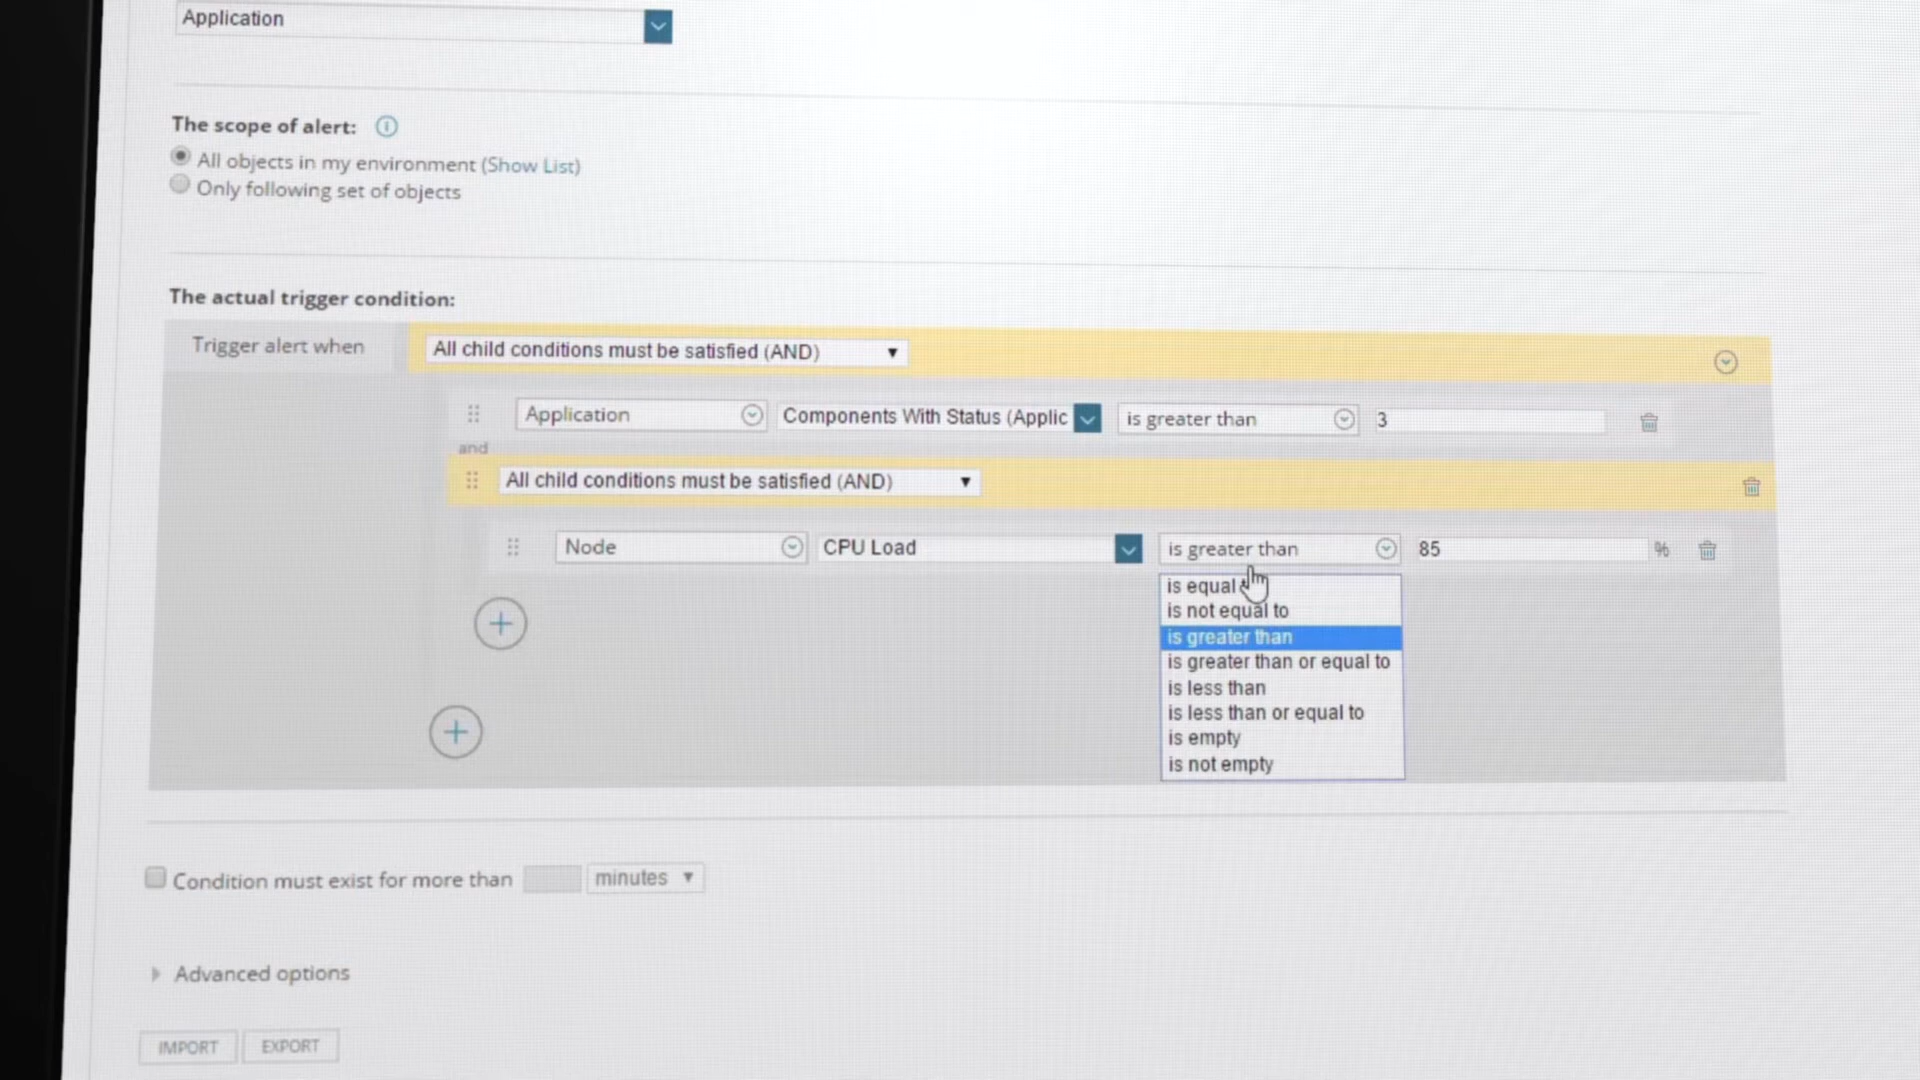 Application
The scope of alert:
All objects in my environment (Show List)
Only following set of objects
The actual trigger condition:
Trigger alert when All child conditions must be satisfied (AND)
Application Components With Status (Applic is greater than 3
and
All child conditions must be satisfied (AND)
Node CPU Load is greater than 85 %
is equal
is not equal to
is greater than
is greater than or equal to
is less than
is less than or equal to
is empty
is not empty
Condition must exist for more than minutes
Advanced options
IMPORT EXPORT